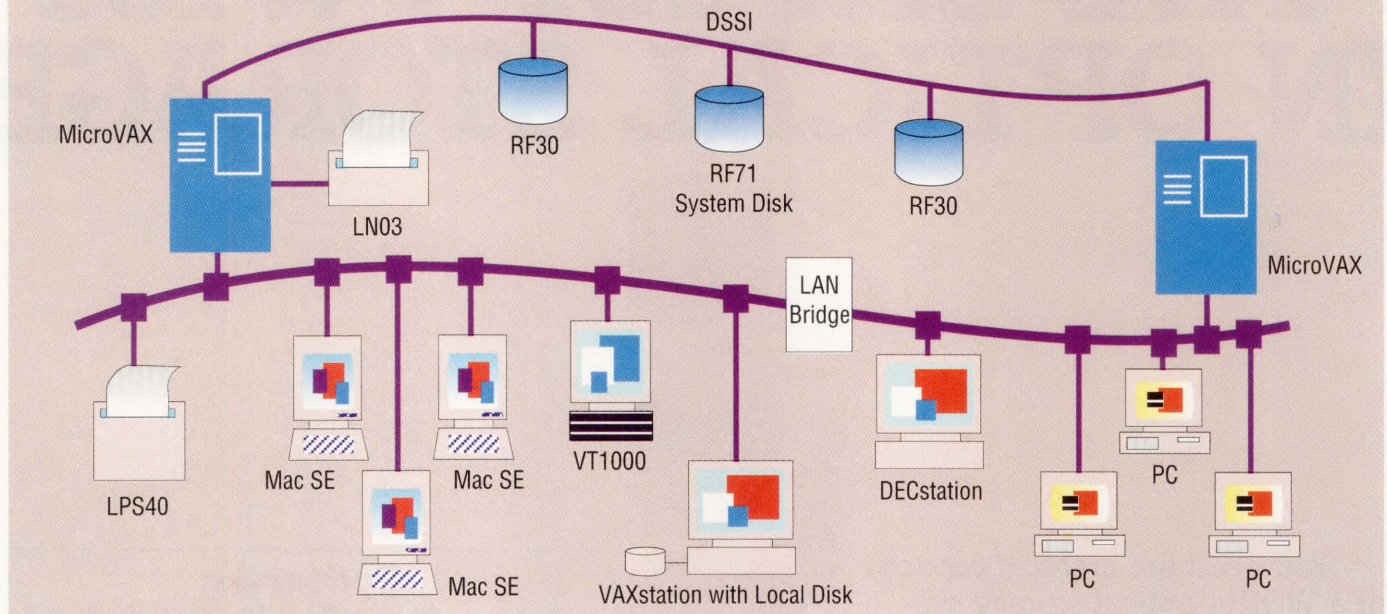 DSSI
MicroVAX
RF30
RF71
System Disk
RF30
LN03
MicroVAX
LAN
Bridge
LPS40
Mac SE
Mac SE
Mac SE
VT1000
VAXstation with Local Disk
DECstation
PC
PC
PC